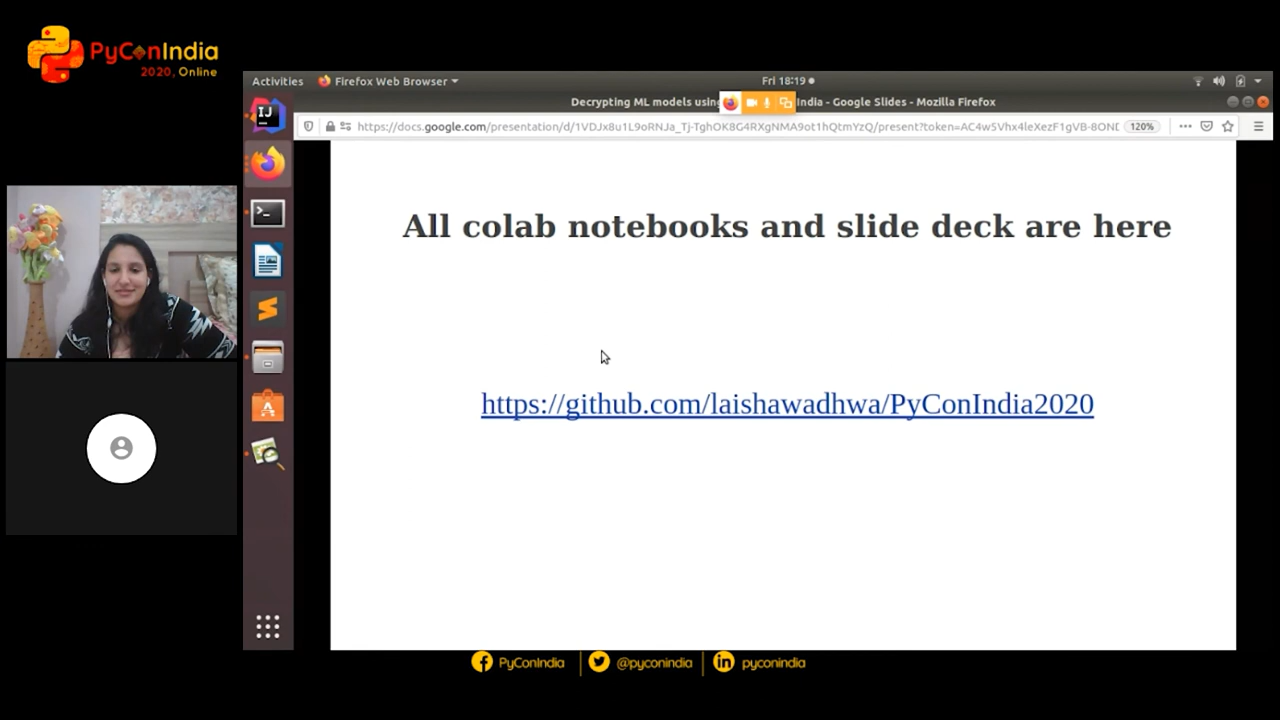 PyConIndia
2020, Online
Activities
Firefox Web Browser
Fri 18:19
Decrypting ML models using
India - Google Slides - Mozilla Firefox
IJ
https://docs.google.com/presentation/d/1VDJx8u1L9oRNJa_Tj-TghOK8G4RXgNMA9ot1hQtmYzQ/present?token=AC4w5Vhx4leXezF1gVB-8OND
120%
All colab notebooks and slide deck are here
https://github.com/laishawadhwa/PyConIndia2020
PyConIndia
@pyconindia
pyconindia